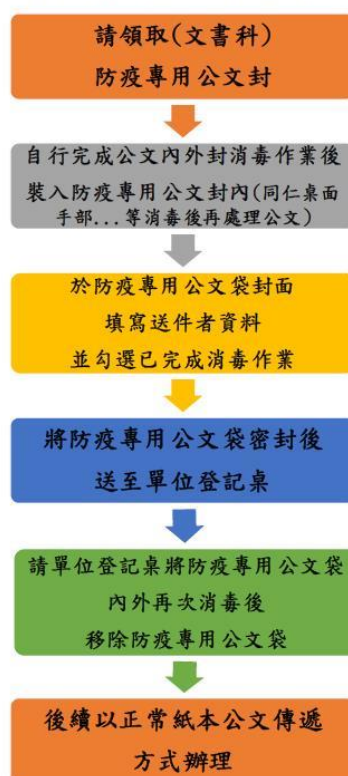 請領取(文書科)
防疫專用公文封
自行完成公文內外封消毒作業後
裝入防疫專用公文封內(同仁桌面
手部...等消毒後再處理公文)
於防疫專用公文袋封面
填寫送件者資料
並勾選已完成消毒作業
將防疫專用公文袋密封後
送至單位登記桌
請單位登記桌將防疫專用公文袋
內外再次消毒後
移除防疫專用公文袋
後續以正常紙本公文傳遞
方式辦理